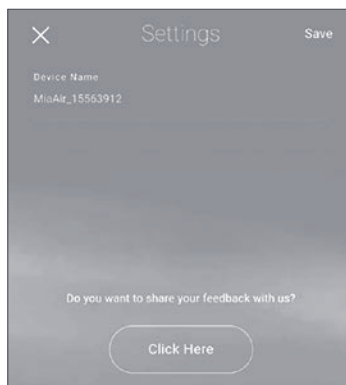 Settings
Save
Device Name
MiaAir_15563912
Do you want to share your feedback with us?
Click Here